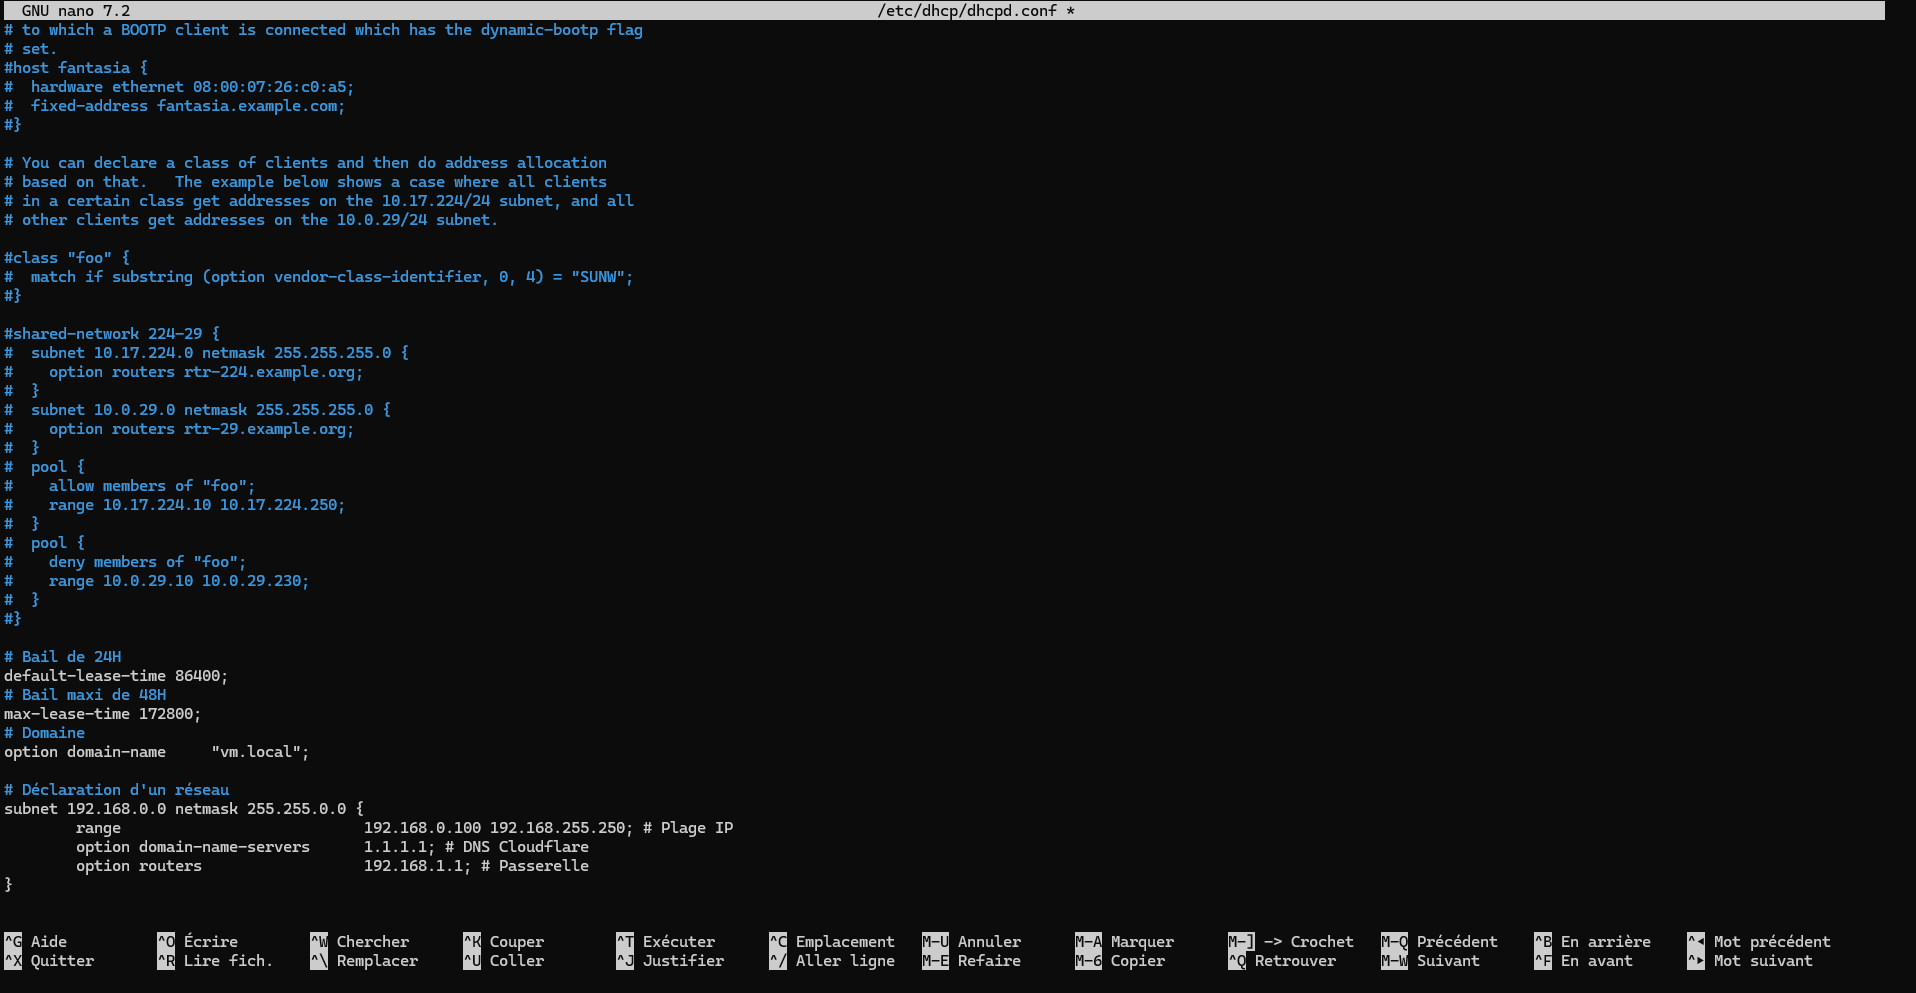 GNU nano 7.2 /etc/dhcp/dhcpd.conf *
# to which a BOOTP client is connected which has the dynamic-bootp flag
# set.
#host fantasia {
#  hardware ethernet 08:00:07:26:c0:a5;
#  fixed-address fantasia.example.com;
#}

# You can declare a class of clients and then do address allocation
# based on that.   The example below shows a case where all clients
# in a certain class get addresses on the 10.17.224/24 subnet, and all
# other clients get addresses on the 10.0.29/24 subnet.

#class "foo" {
#  match if substring (option vendor-class-identifier, 0, 4) = "SUNW";
#}

#shared-network 224-29 {
#  subnet 10.17.224.0 netmask 255.255.255.0 {
#    option routers rtr-224.example.org;
#  }
#  subnet 10.0.29.0 netmask 255.255.255.0 {
#    option routers rtr-29.example.org;
#  }
#  pool {
#    allow members of "foo";
#    range 10.17.224.10 10.17.224.250;
#  }
#  pool {
#    deny members of "foo";
#    range 10.0.29.10 10.0.29.230;
#  }
#}

# Bail de 24H
default-lease-time 86400;
# Bail maxi de 48H
max-lease-time 172800;
# Domaine
option domain-name     "vm.local";

# Déclaration d'un réseau
subnet 192.168.0.0 netmask 255.255.0.0 {
        range                           192.168.0.100 192.168.255.250; # Plage IP
        option domain-name-servers      1.1.1.1; # DNS Cloudflare
        option routers                  192.168.1.1; # Passerelle
}

^G Aide ^O Écrire ^W Chercher ^K Couper ^T Exécuter ^C Emplacement M-U Annuler M-A Marquer M-] -> Crochet M-Q Précédent ^B En arrière ^◂ Mot précédent
^X Quitter ^R Lire fich. ^\ Remplacer ^U Coller ^J Justifier ^/ Aller ligne M-E Refaire M-6 Copier ^Q Retrouver M-W Suivant ^F En avant ^▸ Mot suivant